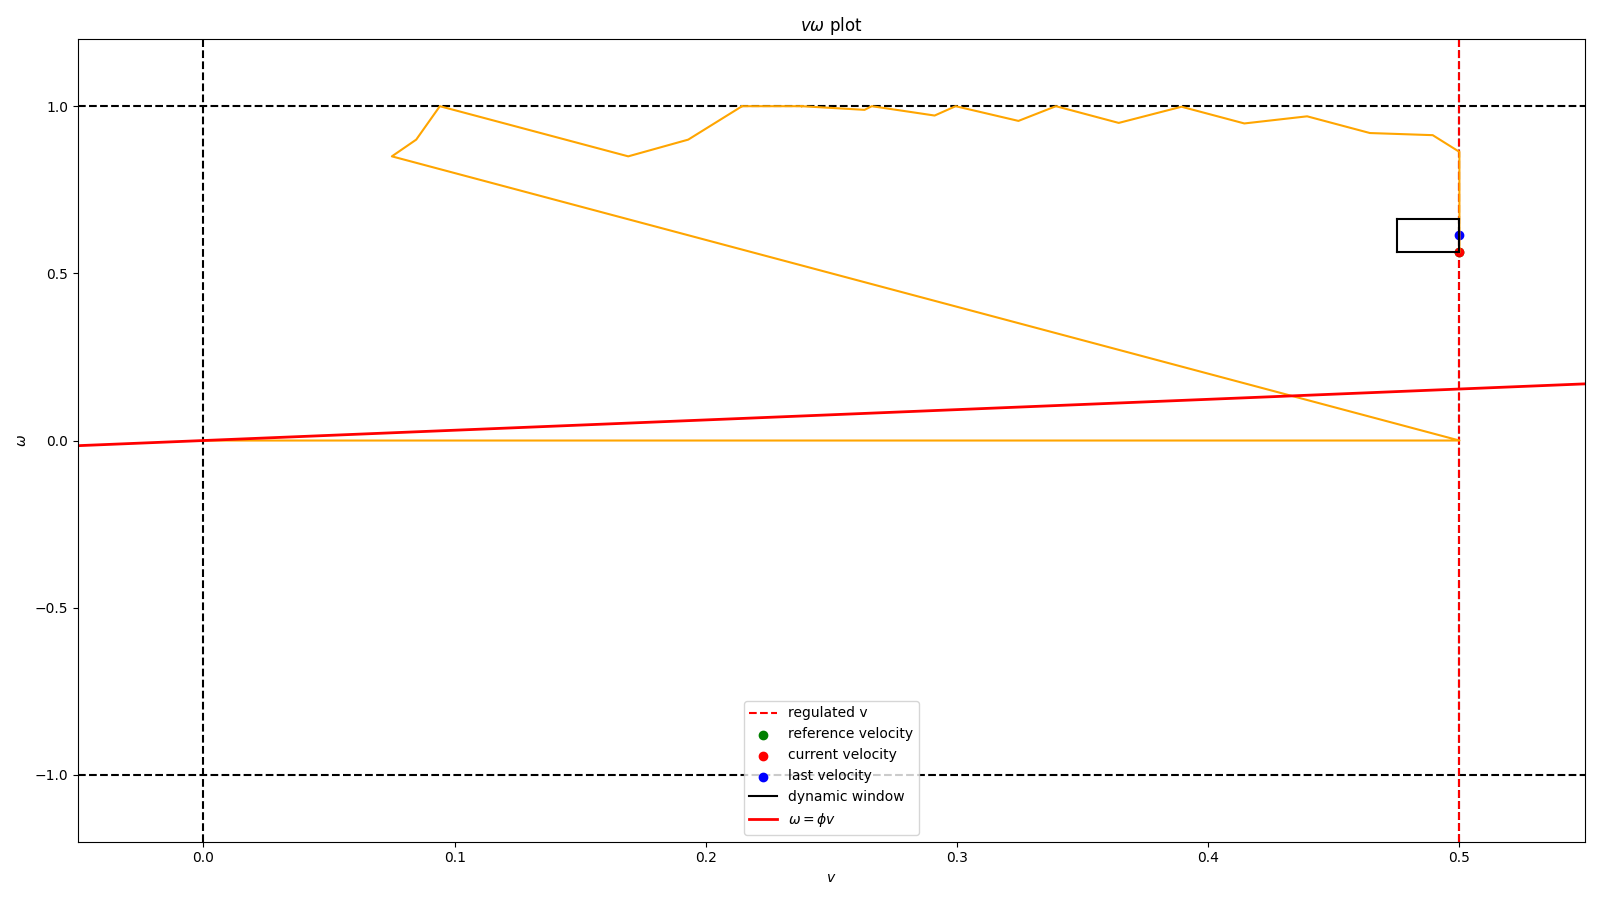 vω plot
1.0
0.5
0.0
−0.5
−1.0
ω
0.0 0.1 0.2 0.3 0.4 0.5
v
regulated v
reference velocity
current velocity
last velocity
dynamic window
ω = ϕv